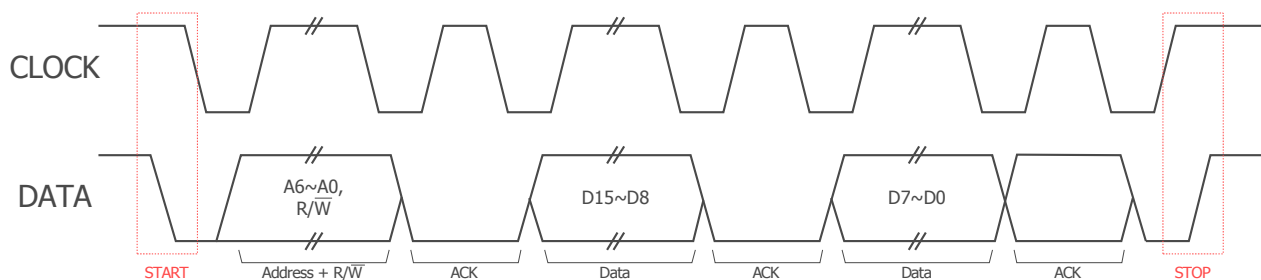 CLOCK
DATA
A6~A0,
R/W̅
D15~D8
D7~D0
START
Address + R/W̅
ACK
Data
ACK
Data
ACK
STOP